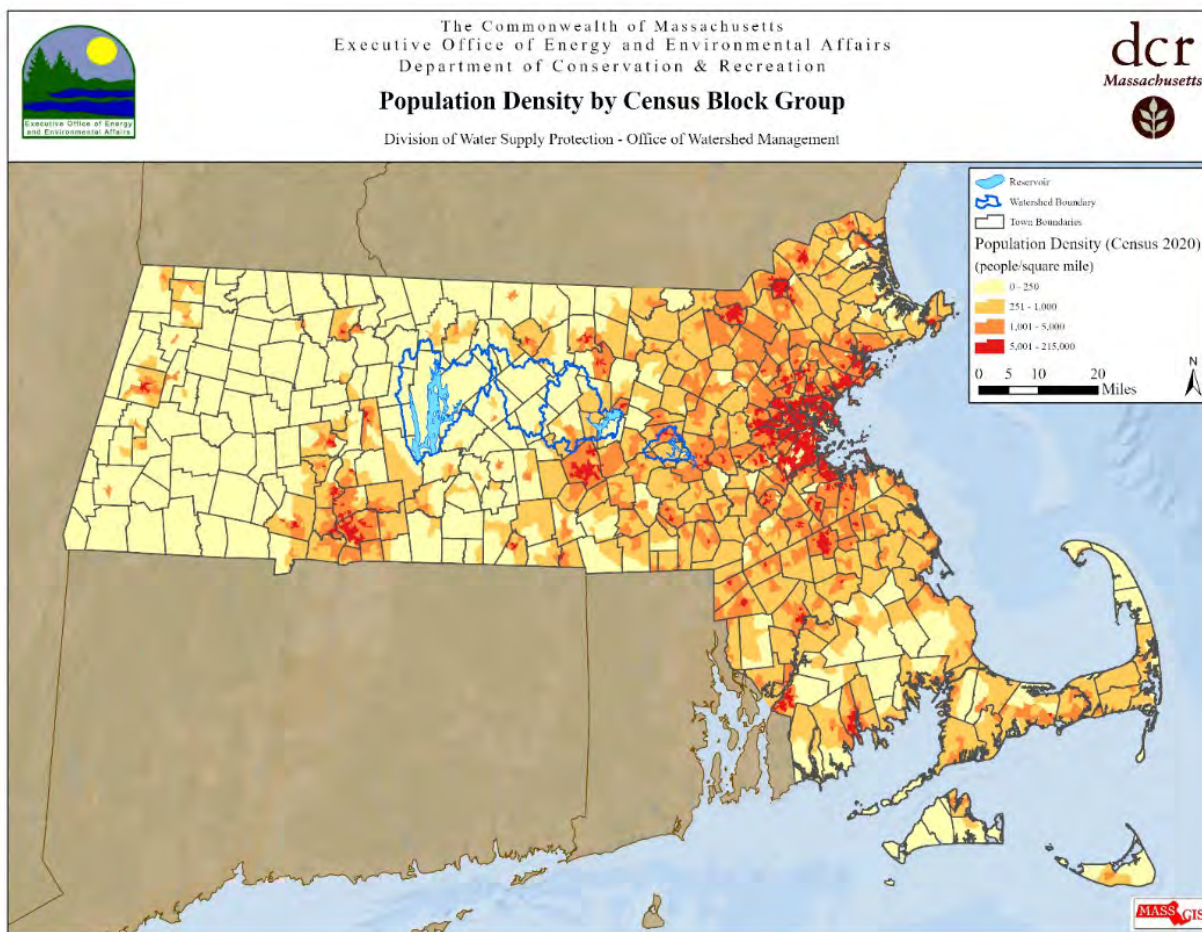 The Commonwealth of Massachusetts
Executive Office of Energy and Environmental Affairs
Department of Conservation & Recreation
Population Density by Census Block Group
Division of Water Supply Protection - Office of Watershed Management
Executive Office of Energy
and Environmental Affairs
dcr
Massachusetts
Reservoir
Watershed Boundary
Town Boundaries
Population Density (Census 2020)
(people/square mile)
0 - 250
251 - 1,000
1,001 - 5,000
5,001 - 215,000
0 5 10 20
Miles
N
MASS GIS